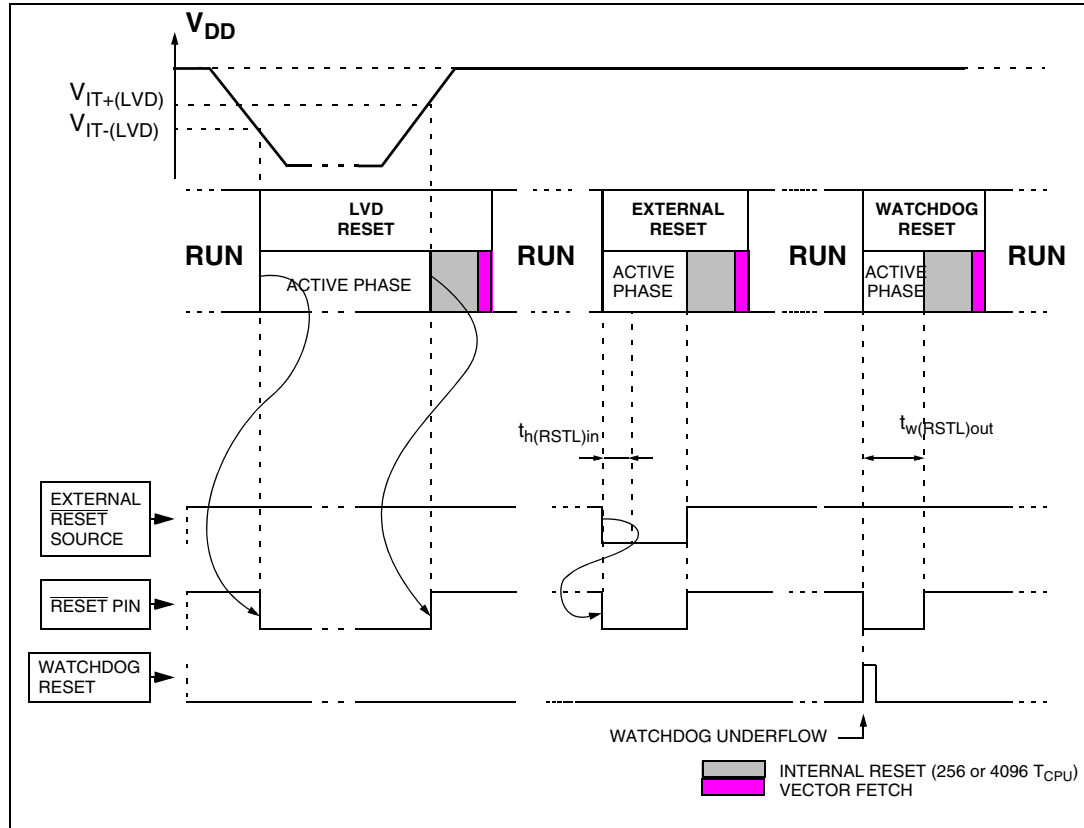 VDD
VIT+(LVD)
VIT-(LVD)
LVD
RESET
EXTERNAL
RESET
WATCHDOG
RESET
RUN
RUN
RUN
RUN
ACTIVE PHASE
ACTIVE
PHASE
ACTIVE
PHASE
th(RSTL)in
tw(RSTL)out
EXTERNAL
RESET
SOURCE
RESET PIN
WATCHDOG
RESET
WATCHDOG UNDERFLOW
INTERNAL RESET (256 or 4096 TCPU)
VECTOR FETCH